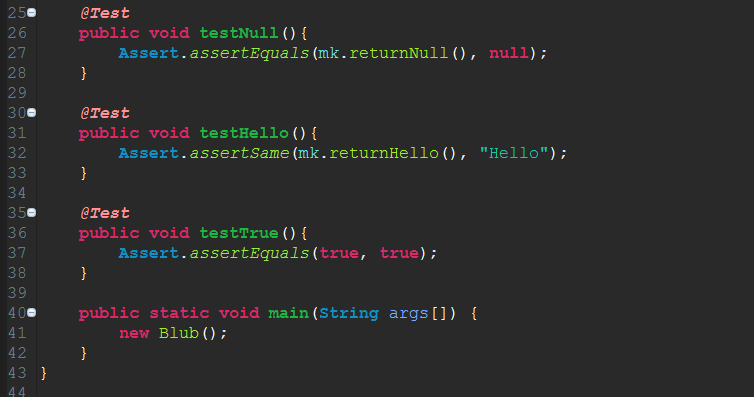 25 @Test
26 public void testNull(){
27 Assert.assertEquals(mk.returnNull(), null);
28 }
29
30 @Test
31 public void testHello(){
32 Assert.assertSame(mk.returnHello(), "Hello");
33 }
34
35 @Test
36 public void testTrue(){
37 Assert.assertEquals(true, true);
38 }
39
40 public static void main(String args[]) {
41 new Blub();
42 }
43 }
44